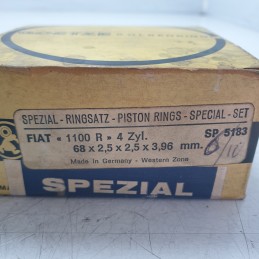 SPEZIAL - RINGSATZ - PISTON RINGS - SPECIAL - SET
FIAT • 1100 R • 4 Zyl. SP 5183
68 x 2,5 x 2,5 x 3,96 mm.
Made in Germany - Western Zone
&
SPEZIAL